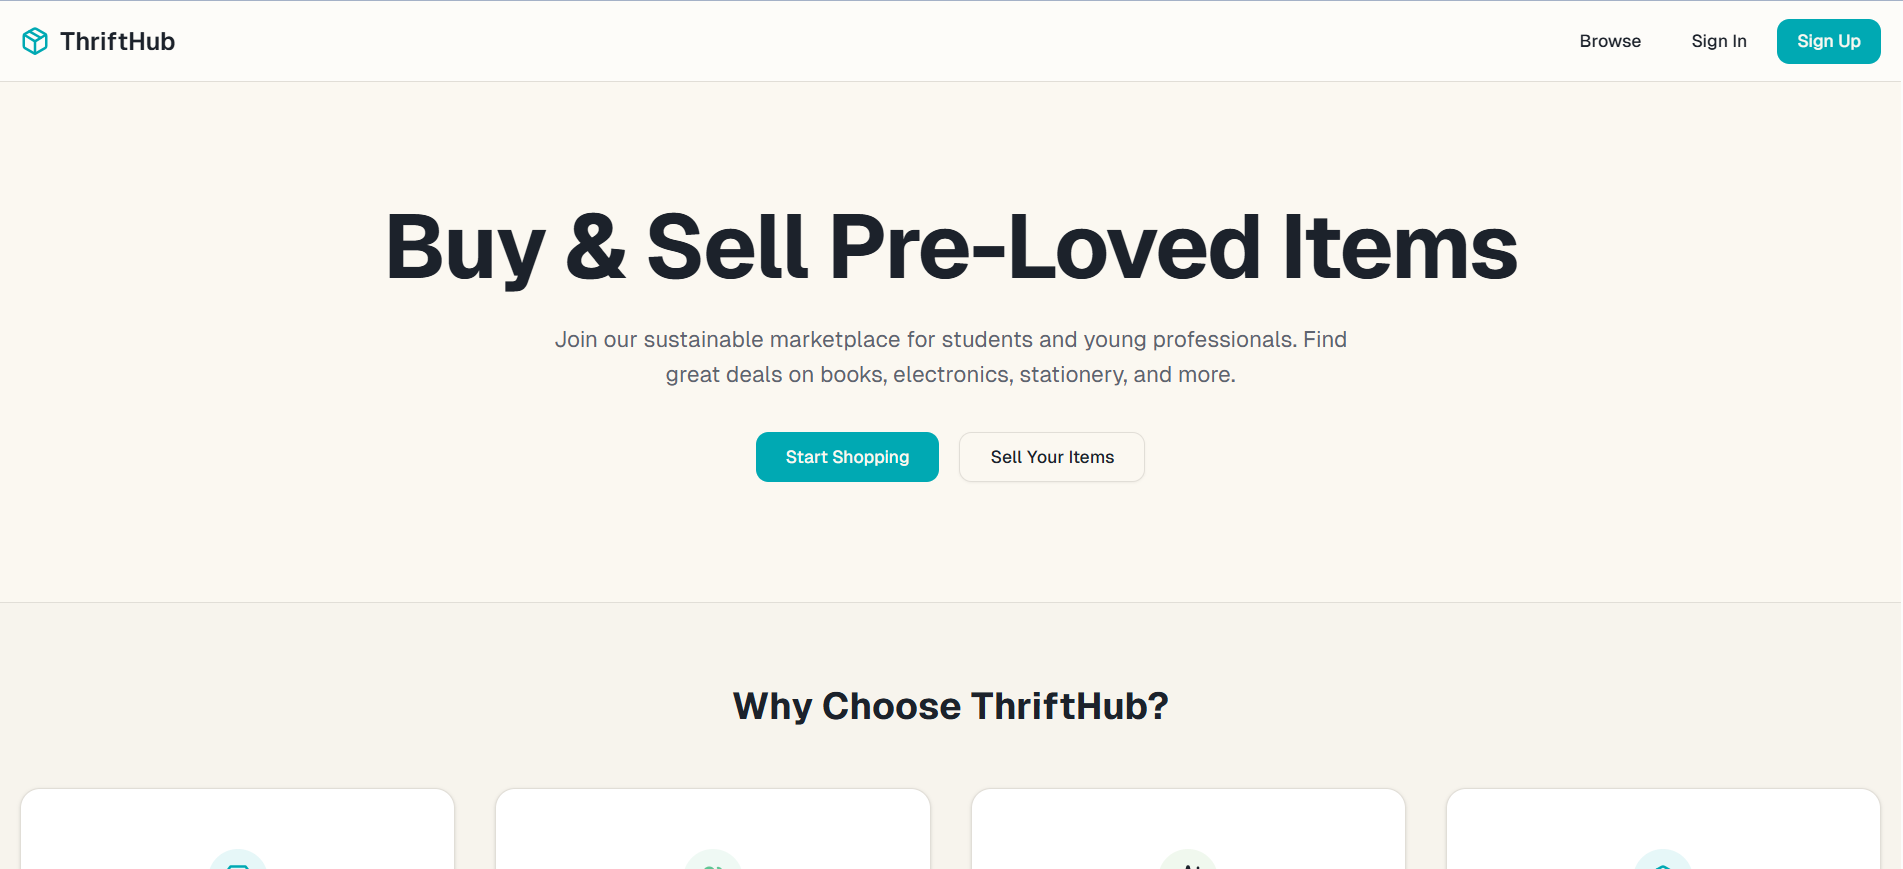 ThriftHub
Browse
Sign In
Sign Up
Buy & Sell Pre-Loved Items
Join our sustainable marketplace for students and young professionals. Find
great deals on books, electronics, stationery, and more.
Start Shopping
Sell Your Items
Why Choose ThriftHub?